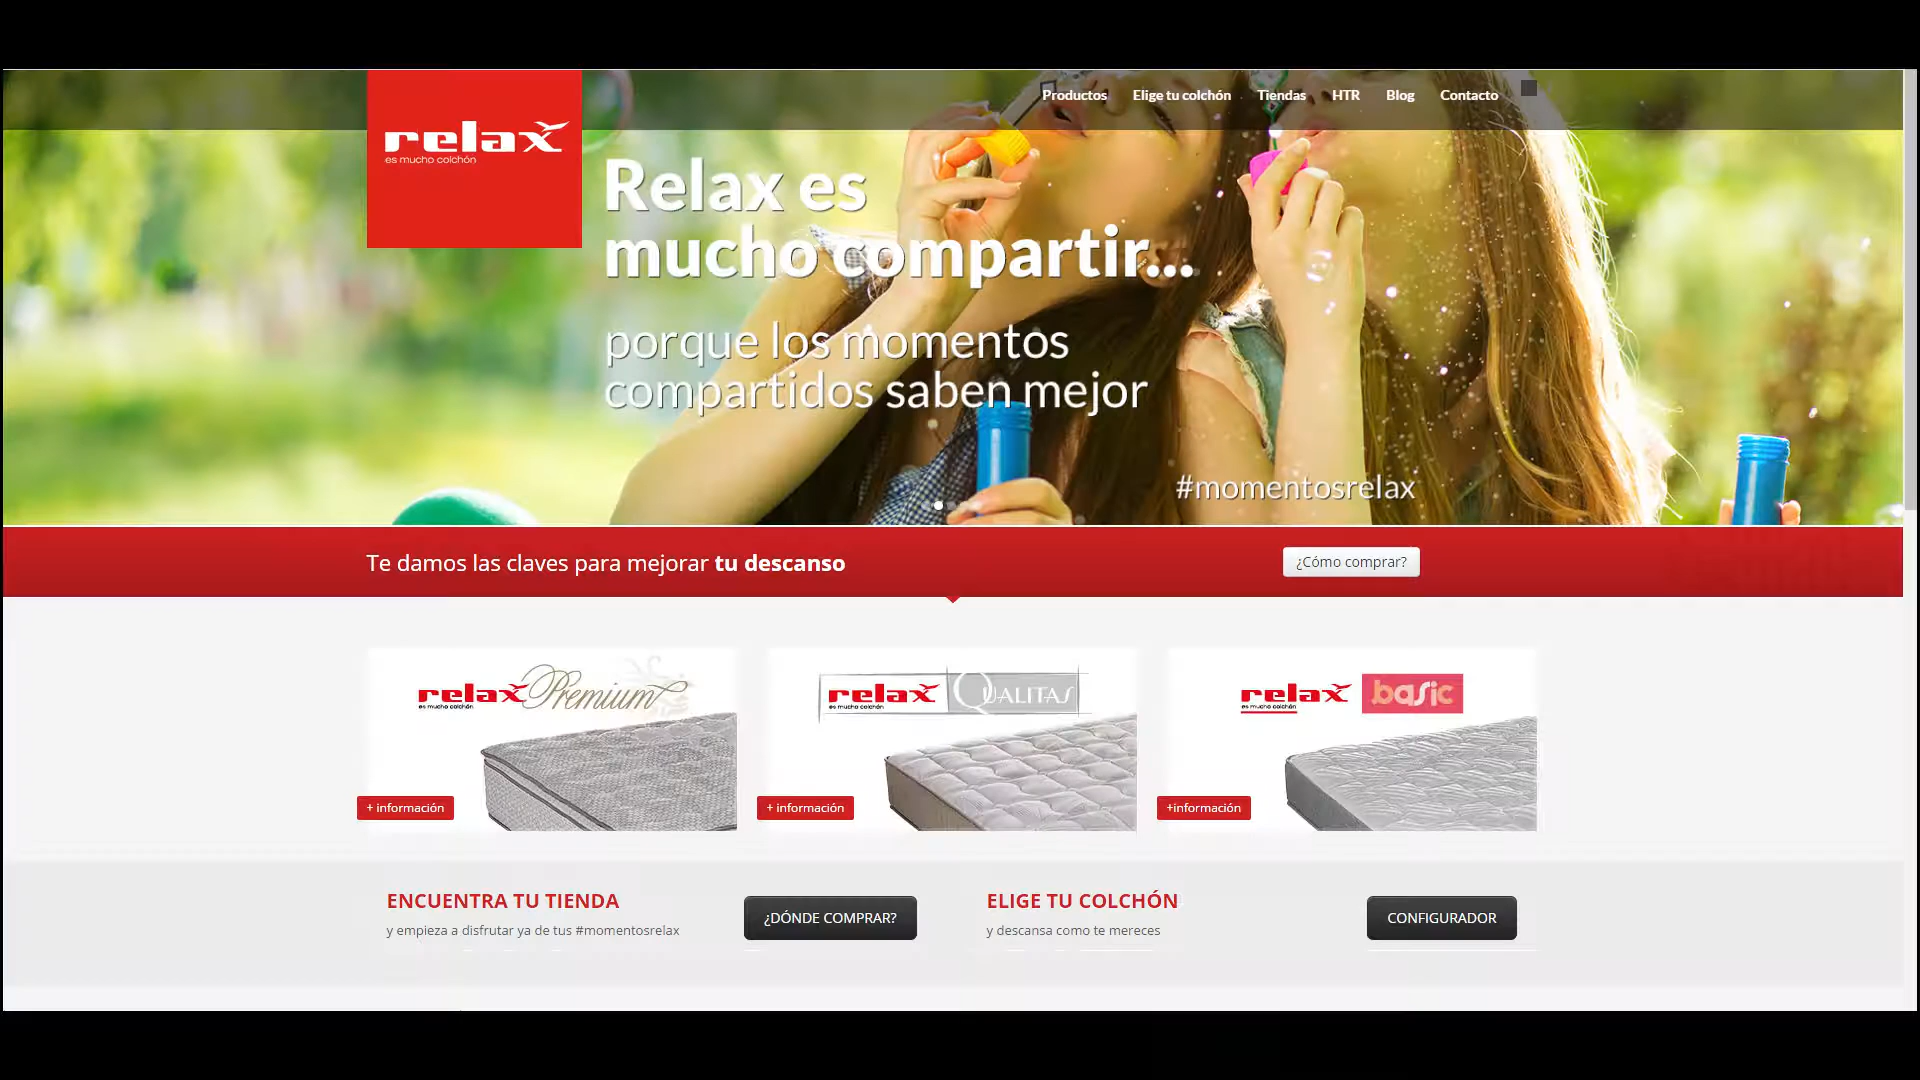 Productos Elige tu colchón Tiendas HTR Blog Contacto
relax
es mucho colchón
Relax es
mucho compartir...
porque los momentos
compartidos saben mejor
#momentosrelax
Te damos las claves para mejorar tu descanso
¿Cómo comprar?
relax Premium
es mucho colchón
+ información
relax QUALITAS
es mucho colchón
+ información
relax basic
es mucho colchón
+información
ENCUENTRA TU TIENDA
y empieza a disfrutar ya de tus #momentosrelax
¿DÓNDE COMPRAR?
ELIGE TU COLCHÓN
y descansa como te mereces
CONFIGURADOR